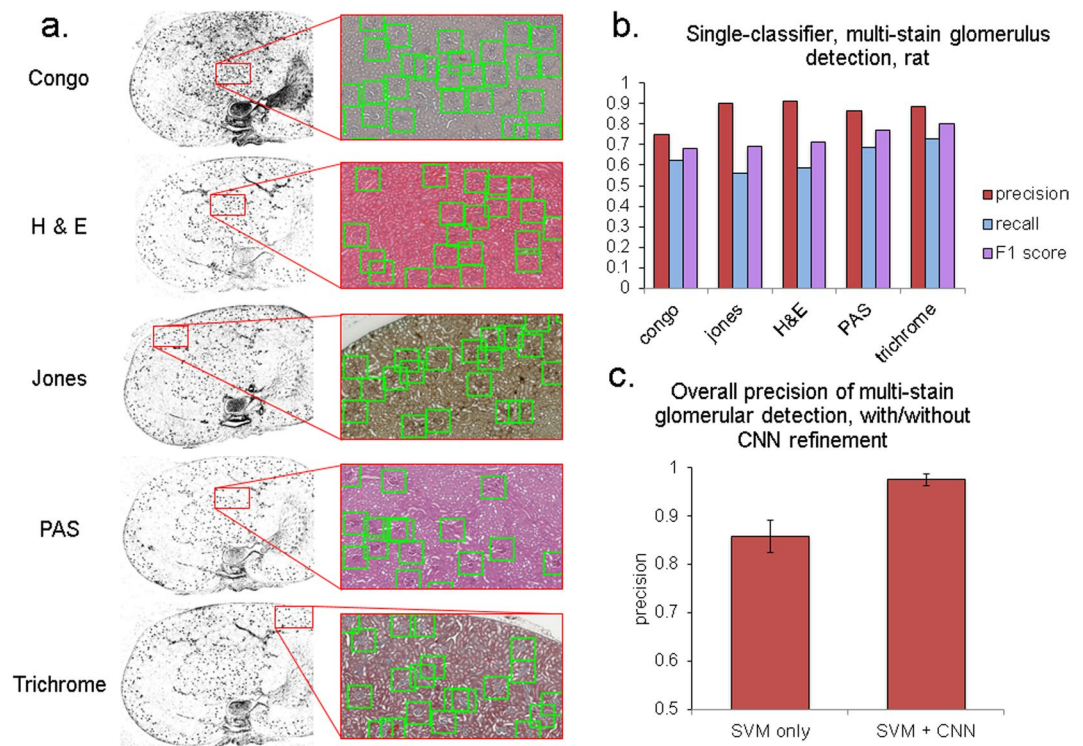 a.
Congo
H & E
Jones
PAS
Trichrome
b.
Single-classifier, multi-stain glomerulus
detection, rat
1
0.9
0.8
0.7
0.6
0.5
0.4
0.3
0.2
0.1
0
congo
jones
H&E
PAS
trichrome
precision
recall
F1 score
c.
Overall precision of multi-stain
glomerular detection, with/without
CNN refinement
precision
1
0.9
0.8
0.7
0.6
0.5
SVM only
SVM + CNN